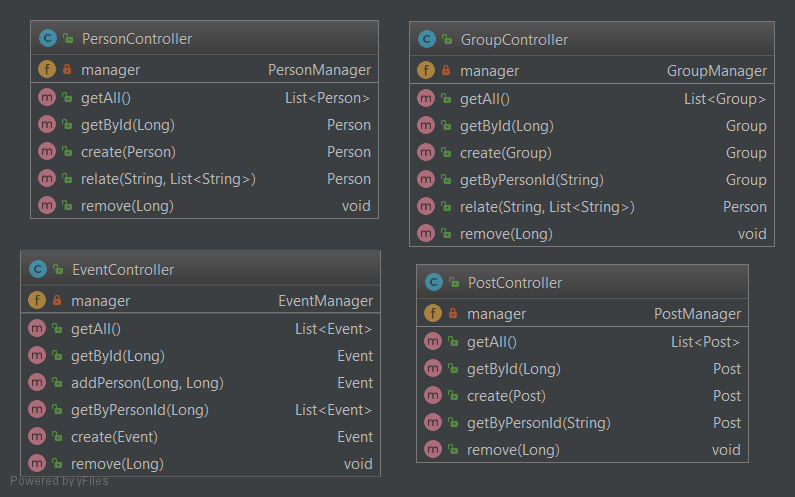 PersonController
manager PersonManager
getAll() List<Person>
getById(Long) Person
create(Person) Person
relate(String, List<String>) Person
remove(Long) void
GroupController
manager GroupManager
getAll() List<Group>
getById(Long) Group
create(Group) Group
getByPersonId(String) Group
relate(String, List<String>) Person
remove(Long) void
EventController
manager EventManager
getAll() List<Event>
getById(Long) Event
addPerson(Long, Long) Event
getByPersonId(Long) List<Event>
create(Event) Event
remove(Long) void
PostController
manager PostManager
getAll() List<Post>
getById(Long) Post
create(Post) Post
getByPersonId(String) Post
remove(Long) void
Powered by yFiles